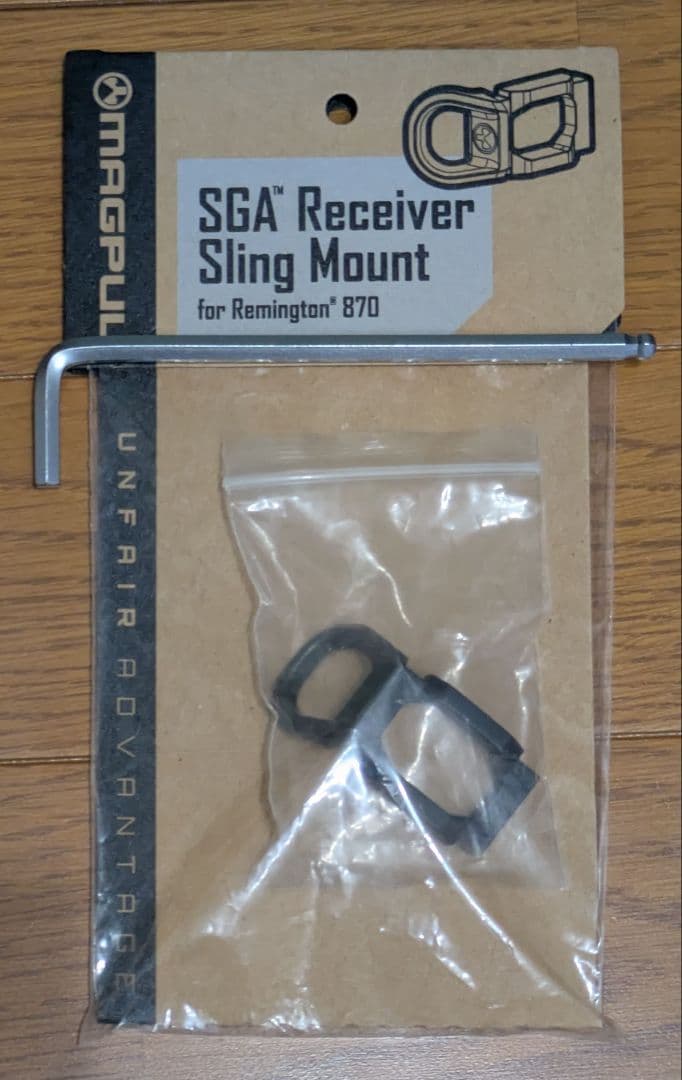 MAGPUL
SGA™ Receiver
Sling Mount
for Remington® 870
UNFAIR ADVANTAGE